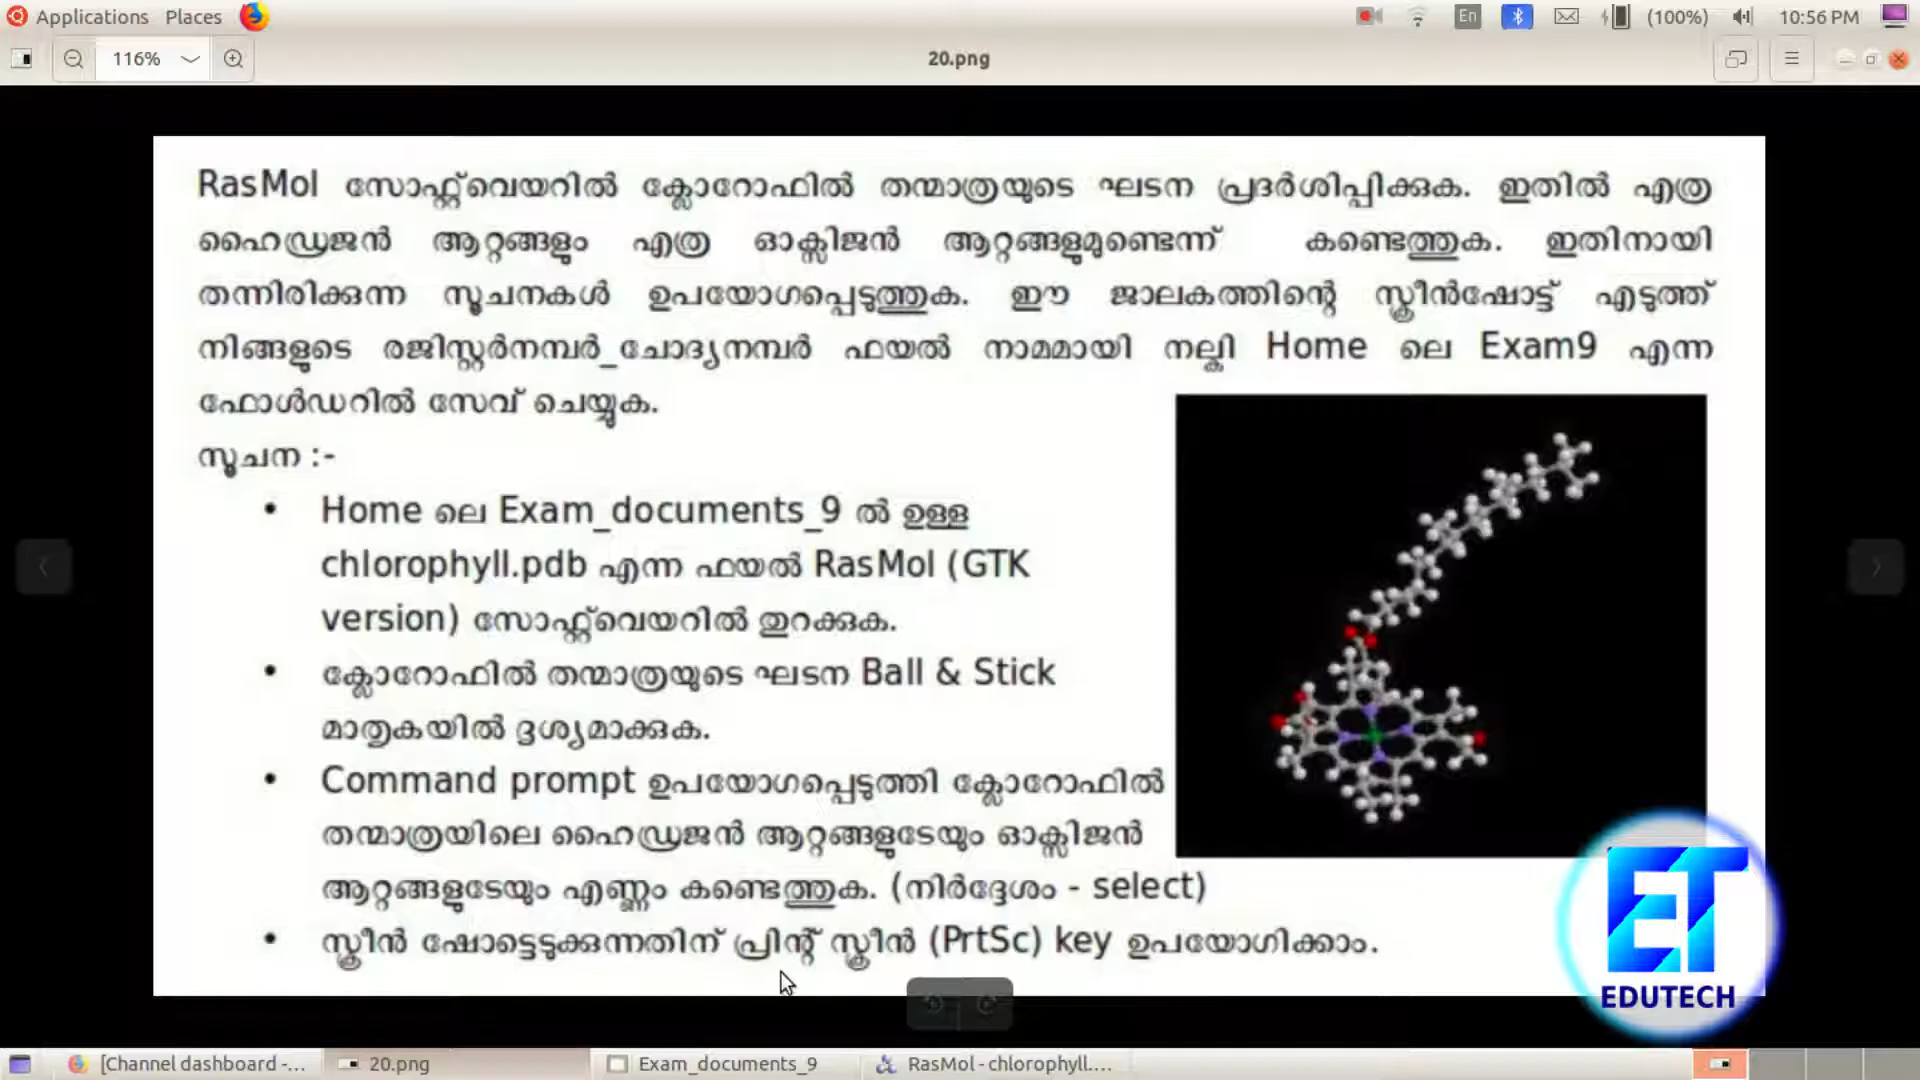 Applications Places En (100%) 10:56 PM
116% 20.png
RasMol സോഫ്റ്റ്‌വെയറിൽ ക്ലോറോഫിൽ തന്മാത്രയുടെ ഘടന പ്രദർശിപ്പിക്കുക. ഇതിൽ എത്ര
ഹൈഡ്രജൻ ആറ്റങ്ങളും എത്ര ഓക്സിജൻ ആറ്റങ്ങളുമുണ്ടെന്ന് കണ്ടെത്തുക. ഇതിനായി
തന്നിരിക്കുന്ന സൂചനകൾ ഉപയോഗപ്പെടുത്തുക. ഈ ജാലകത്തിന്റെ സ്ക്രീൻഷോട്ട് എടുത്ത്
നിങ്ങളുടെ രജിസ്റ്റർനമ്പർ_ചോദ്യനമ്പർ ഫയൽ നാമമായി നല്കി Home ലെ Exam9 എന്ന
ഫോൾഡറിൽ സേവ് ചെയ്യുക.
സൂചന :-
• Home ലെ Exam_documents_9 ൽ ഉള്ള
chlorophyll.pdb എന്ന ഫയൽ RasMol (GTK
version) സോഫ്റ്റ്‌വെയറിൽ തുറക്കുക.
• ക്ലോറോഫിൽ തന്മാത്രയുടെ ഘടന Ball & Stick
മാതൃകയിൽ ദൃശ്യമാക്കുക.
• Command prompt ഉപയോഗപ്പെടുത്തി ക്ലോറോഫിൽ
തന്മാത്രയിലെ ഹൈഡ്രജൻ ആറ്റങ്ങളുടേയും ഓക്സിജൻ
ആറ്റങ്ങളുടേയും എണ്ണം കണ്ടെത്തുക. (നിർദ്ദേശം - select)
• സ്ക്രീൻ ഷോട്ടെടുക്കുന്നതിന് പ്രിന്റ് സ്ക്രീൻ (PrtSc) key ഉപയോഗിക്കാം.
ET
EDUTECH
[Channel dashboard -... 20.png Exam_documents_9 RasMol - chlorophyll....